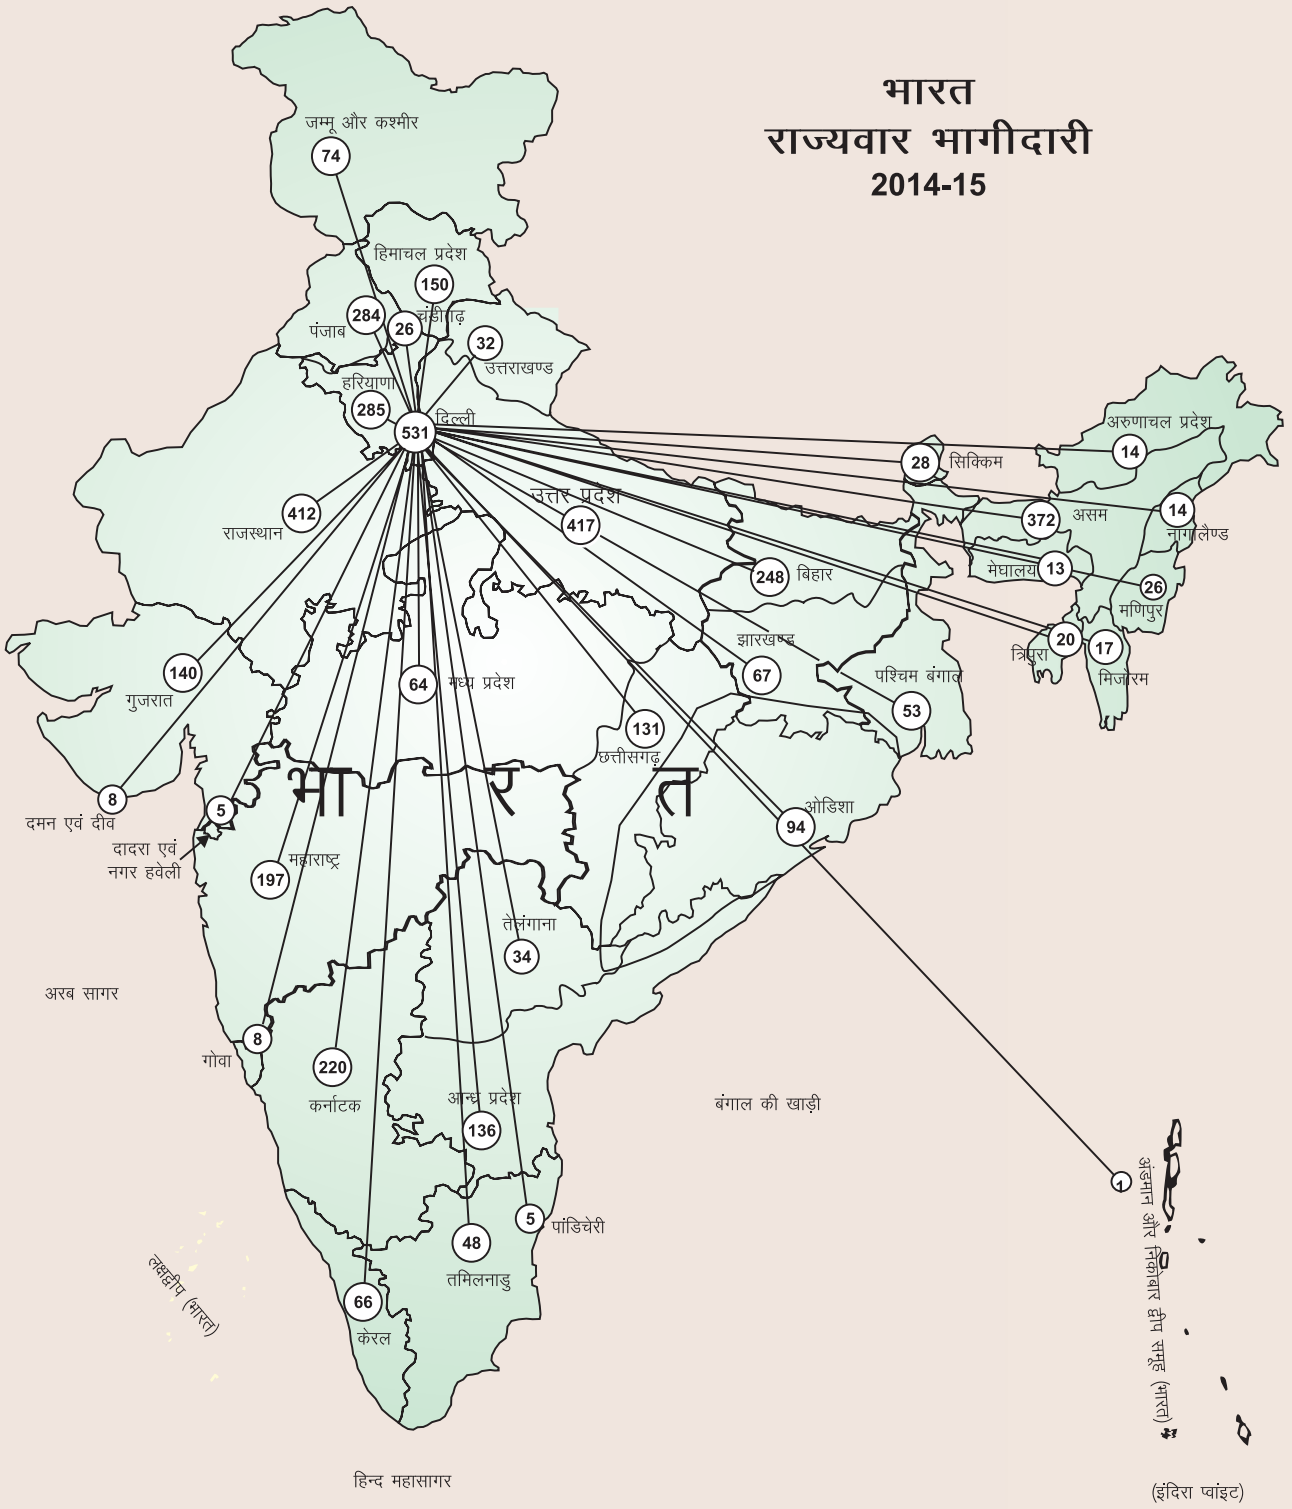 भारत
राज्यवार भागीदारी
2014-15
जम्मू और कश्मीर
74
हिमाचल प्रदेश
150
284
पंजाब
26
चंडीगढ़
32
उत्तराखण्ड
हरियाणा
285
531
दिल्ली
अरुणाचल प्रदेश
14
28
सिक्किम
412
राजस्थान
उत्तर प्रदेश
417
372
असम
14
नागालैण्ड
248
बिहार
मेघालय
13
26
मणिपुर
140
गुजरात
64
मध्य प्रदेश
झारखण्ड
67
पश्चिम बंगाल
53
20
त्रिपुरा
17
मिजोरम
131
छत्तीसगढ़
भा र त
8
दमन एवं दीव
5
दादरा एवं
नगर हवेली
94
ओडिशा
महाराष्ट्र
197
तेलंगाना
34
अरब सागर
8
गोवा
220
कर्नाटक
आन्ध्र प्रदेश
136
बंगाल की खाड़ी
1
अंडमान और निकोबार द्वीप समूह (भारत)
5
पांडिचेरी
48
तमिलनाडु
लक्षद्वीप (भारत)
66
केरल
हिन्द महासागर
(इंदिरा प्वांइट)